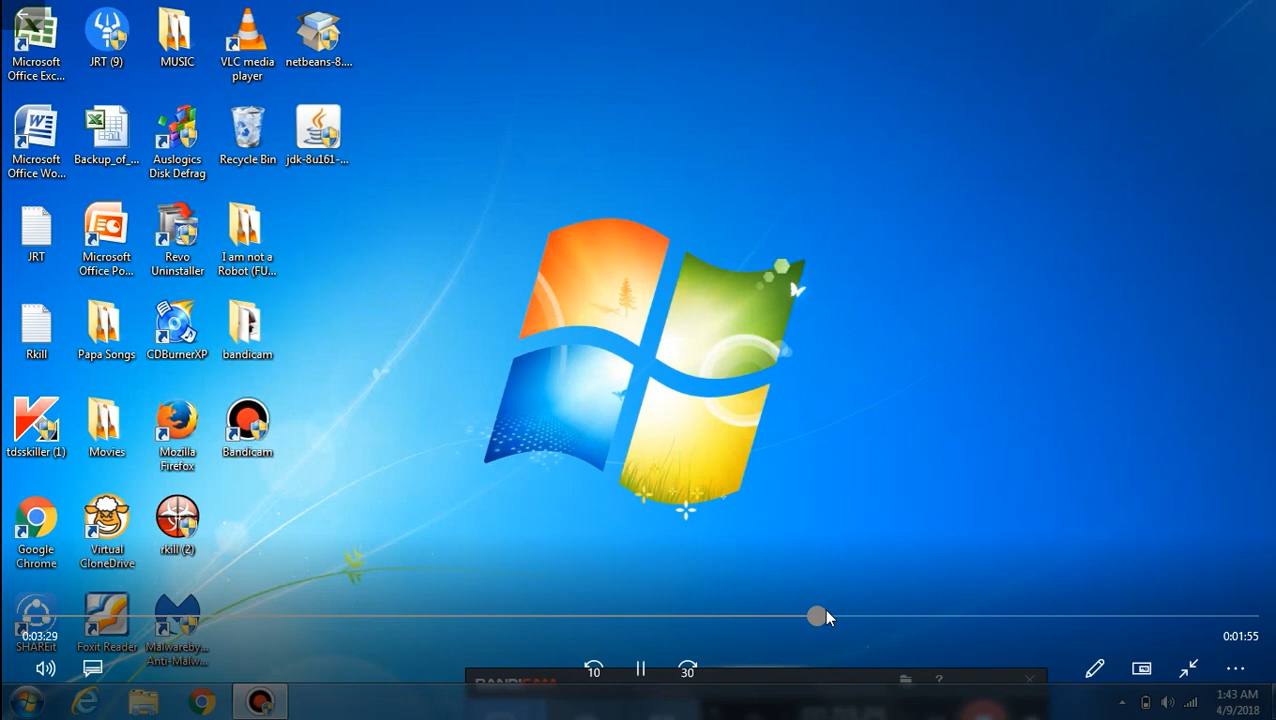 Microsoft
Office Exc...
JRT (9)
MUSIC
VLC media
player
netbeans-8....
Microsoft
Office Wo...
Backup_of_...
Auslogics
Disk Defrag
Recycle Bin
jdk-8u161-...
JRT
Microsoft
Office Po...
Revo
Uninstaller
I am not a
Robot (FU...
Rkill
Papa Songs
CDBurnerXP
bandicam
tdsskiller (1)
Movies
Mozilla
Firefox
Bandicam
Google
Chrome
Virtual
CloneDrive
rkill (2)
SHAREit
Foxit Reader
Malwareby...
Anti-Malw...
0:03:29
0:01:55
10
30
BANDICAM
?
1:43 AM
4/9/2018